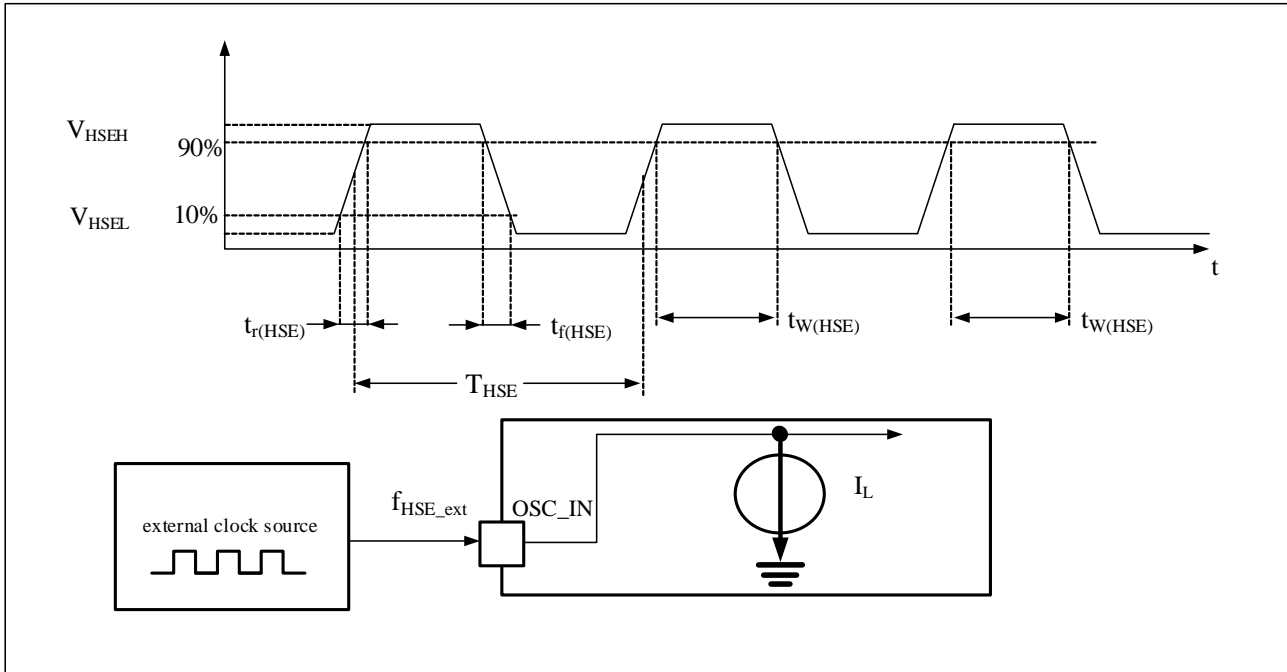 V_HSEH
90%
V_HSEL
10%
t
t_r(HSE)
t_f(HSE)
t_W(HSE)
t_W(HSE)
T_HSE
external clock source
f_HSE_ext
OSC_IN
I_L